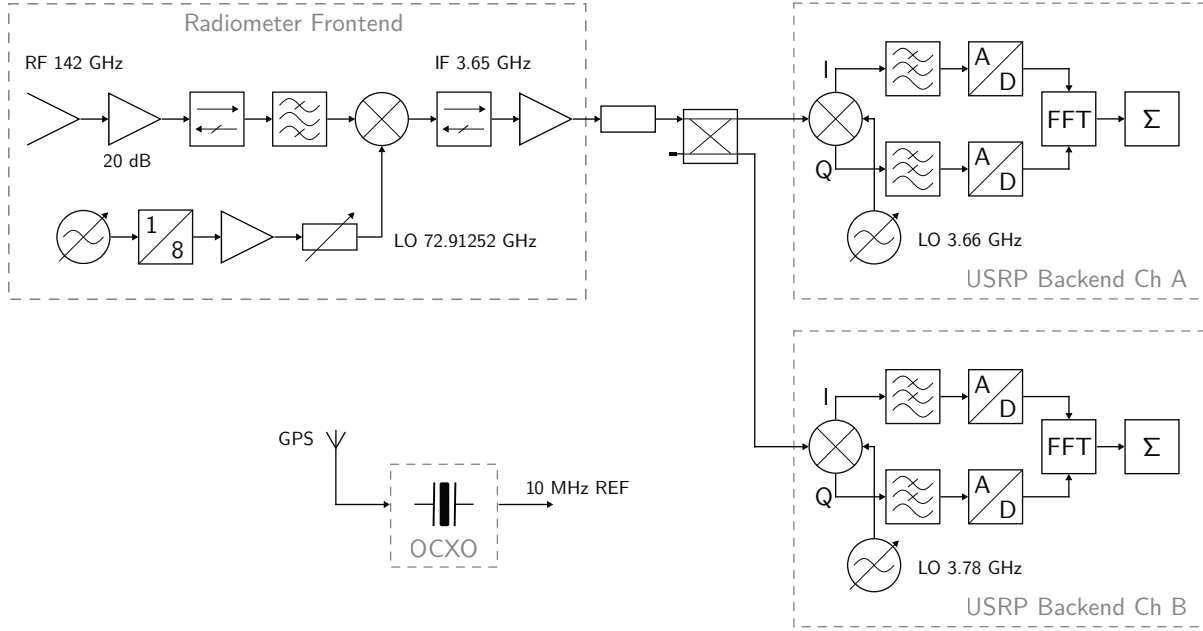 Radiometer Frontend
RF 142 GHz
IF 3.65 GHz
20 dB
1
8
LO 72.91252 GHz
I
A
D
FFT
Σ
Q
A
D
LO 3.66 GHz
USRP Backend Ch A
I
A
D
FFT
Σ
Q
A
D
LO 3.78 GHz
USRP Backend Ch B
GPS
10 MHz REF
OCXO